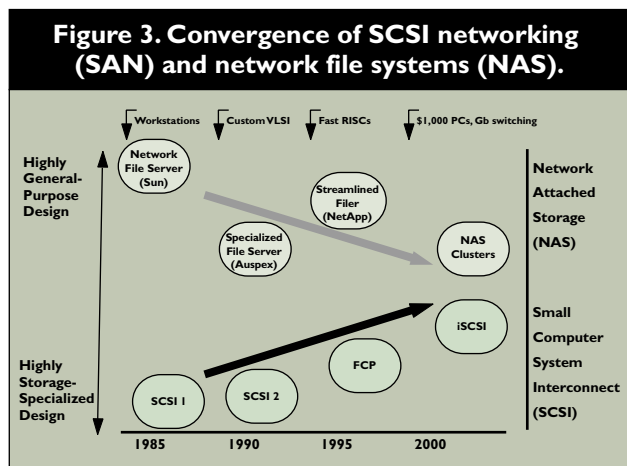 Figure 3. Convergence of SCSI networking
(SAN) and network file systems (NAS).
Workstations
Custom VLSI
Fast RISCs
$1,000 PCs, Gb switching
Highly
General-
Purpose
Design
Network
File Server
(Sun)
Streamlined
Filer
(NetApp)
Specialized
File Server
(Auspex)
NAS
Clusters
Network
Attached
Storage
(NAS)
iSCSI
FCP
SCSI 1
SCSI 2
Small
Computer
System
Interconnect
(SCSI)
Highly
Storage-
Specialized
Design
1985
1990
1995
2000